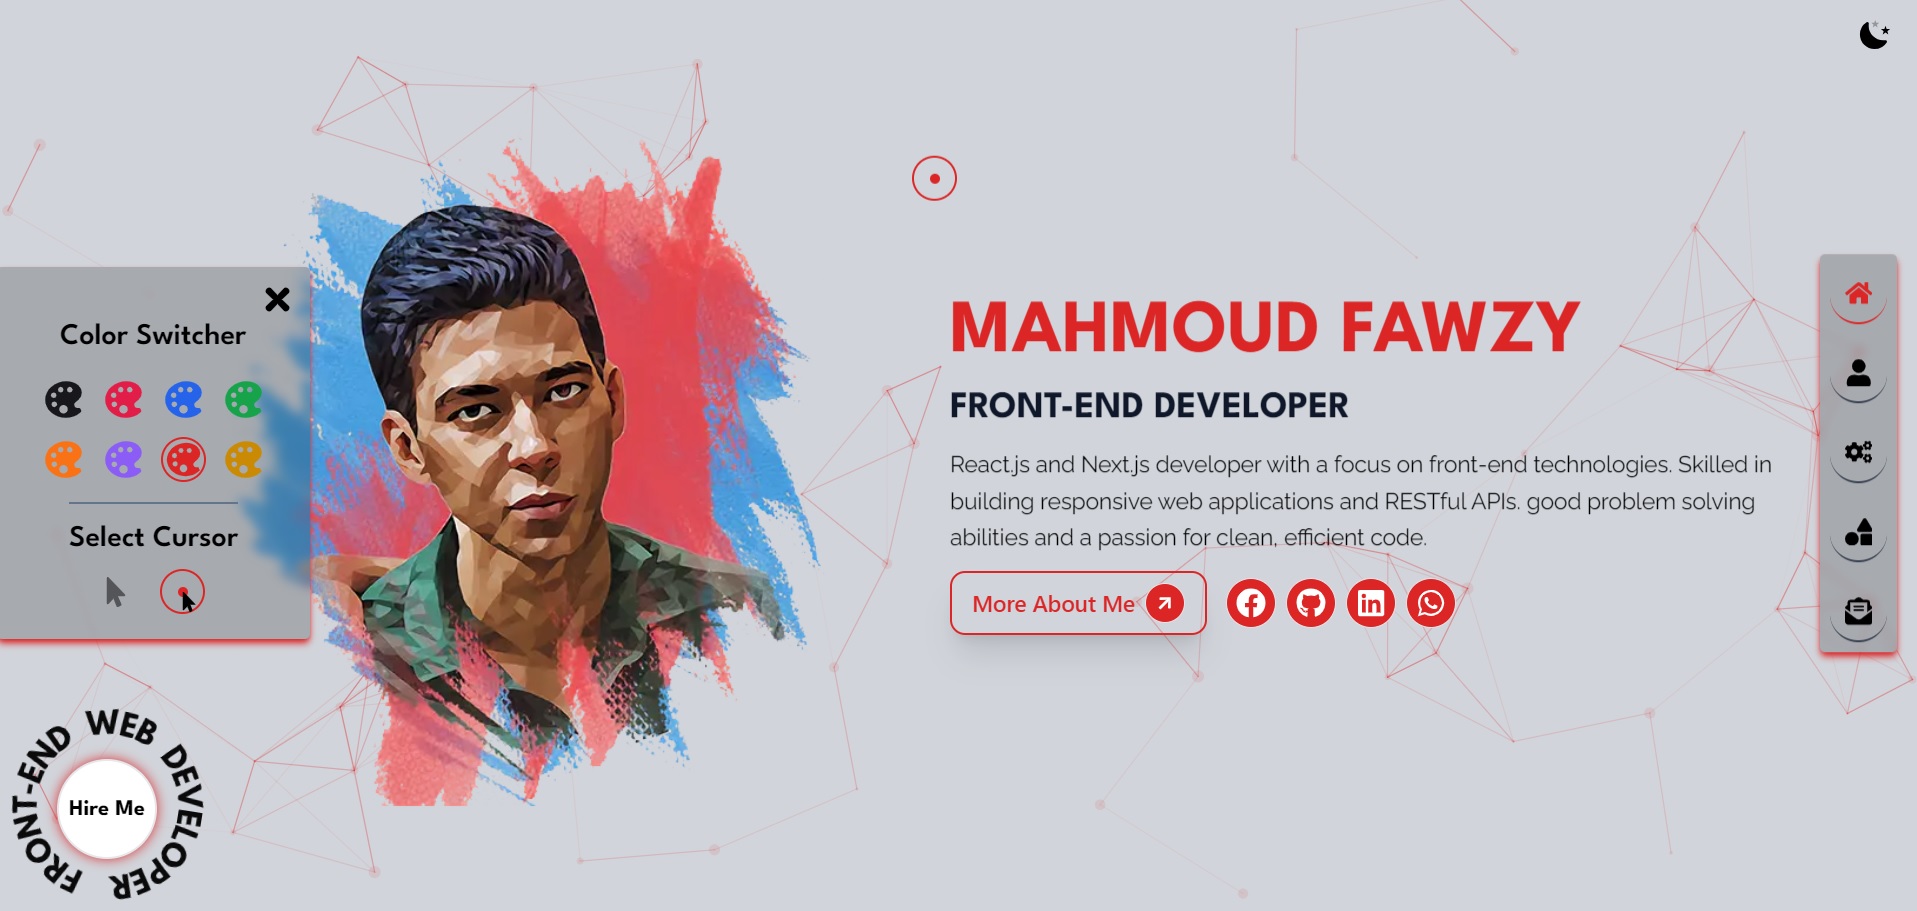 Color Switcher
Select Cursor
MAHMOUD FAWZY
FRONT-END DEVELOPER
React.js and Next.js developer with a focus on front-end technologies. Skilled in
building responsive web applications and RESTful APIs. good problem solving
abilities and a passion for clean, efficient code.
More About Me
FRONT-END WEB DEVELOPER
Hire Me